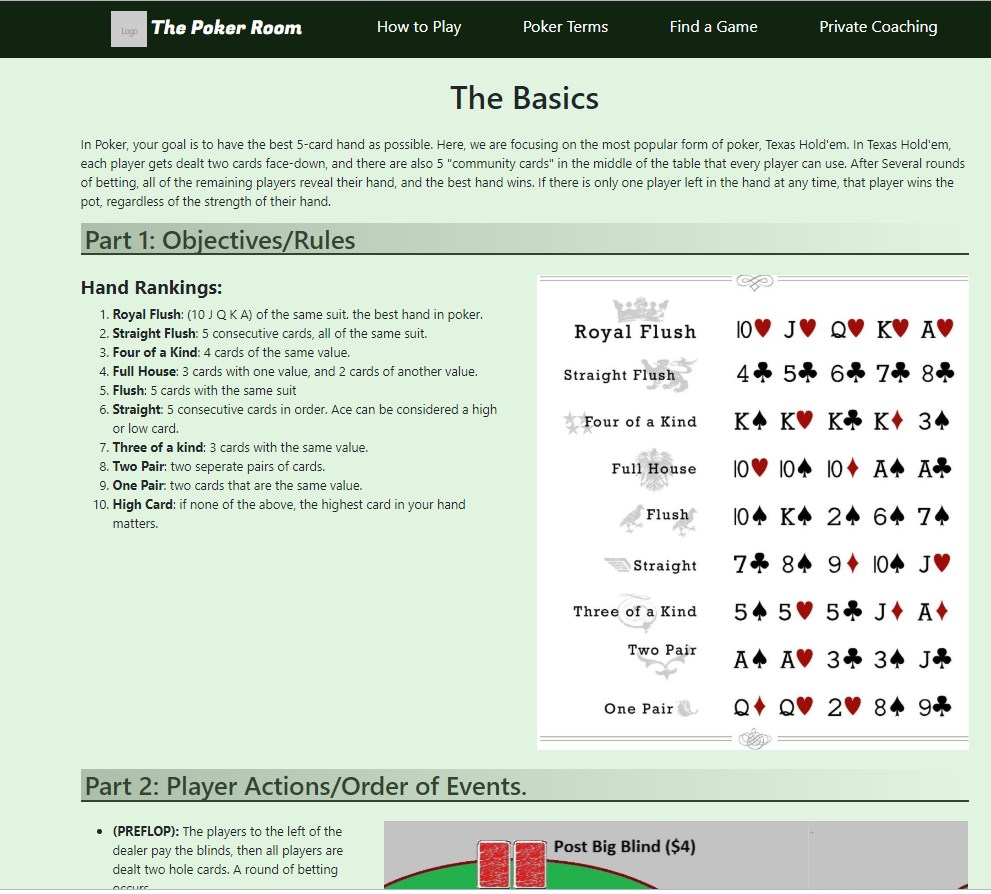 Logo The Poker Room How to Play Poker Terms Find a Game Private Coaching
The Basics
In Poker, your goal is to have the best 5-card hand as possible. Here, we are focusing on the most popular form of poker, Texas Hold'em. In Texas Hold'em,
each player gets dealt two cards face-down, and there are also 5 "community cards" in the middle of the table that every player can use. After Several rounds
of betting, all of the remaining players reveal their hand, and the best hand wins. If there is only one player left in the hand at any time, that player wins the
pot, regardless of the strength of their hand.
Part 1: Objectives/Rules
Hand Rankings:
1. Royal Flush: (10 J Q K A) of the same suit. the best hand in poker.
2. Straight Flush: 5 consecutive cards, all of the same suit.
3. Four of a Kind: 4 cards of the same value.
4. Full House: 3 cards with one value, and 2 cards of another value.
5. Flush: 5 cards with the same suit
6. Straight: 5 consecutive cards in order. Ace can be considered a high
or low card.
7. Three of a kind: 3 cards with the same value.
8. Two Pair: two seperate pairs of cards.
9. One Pair: two cards that are the same value.
10. High Card: if none of the above, the highest card in your hand
matters.
Royal Flush 10♥ J♥ Q♥ K♥ A♥
Straight Flush 4♣ 5♣ 6♣ 7♣ 8♣
Four of a Kind K♠ K♥ K♣ K♦ 3♠
Full House 10♥ 10♠ 10♦ A♠ A♣
Flush 10♠ K♠ 2♠ 6♠ 7♠
Straight 7♣ 8♠ 9♦ 10♠ J♥
Three of a Kind 5♠ 5♥ 5♣ J♦ A♦
Two Pair A♠ A♥ 3♣ 3♠ J♣
One Pair Q♦ Q♥ 2♥ 8♠ 9♣
Part 2: Player Actions/Order of Events.
• (PREFLOP): The players to the left of the
dealer pay the blinds, then all players are
dealt two hole cards. A round of betting
occurs
Post Big Blind ($4)